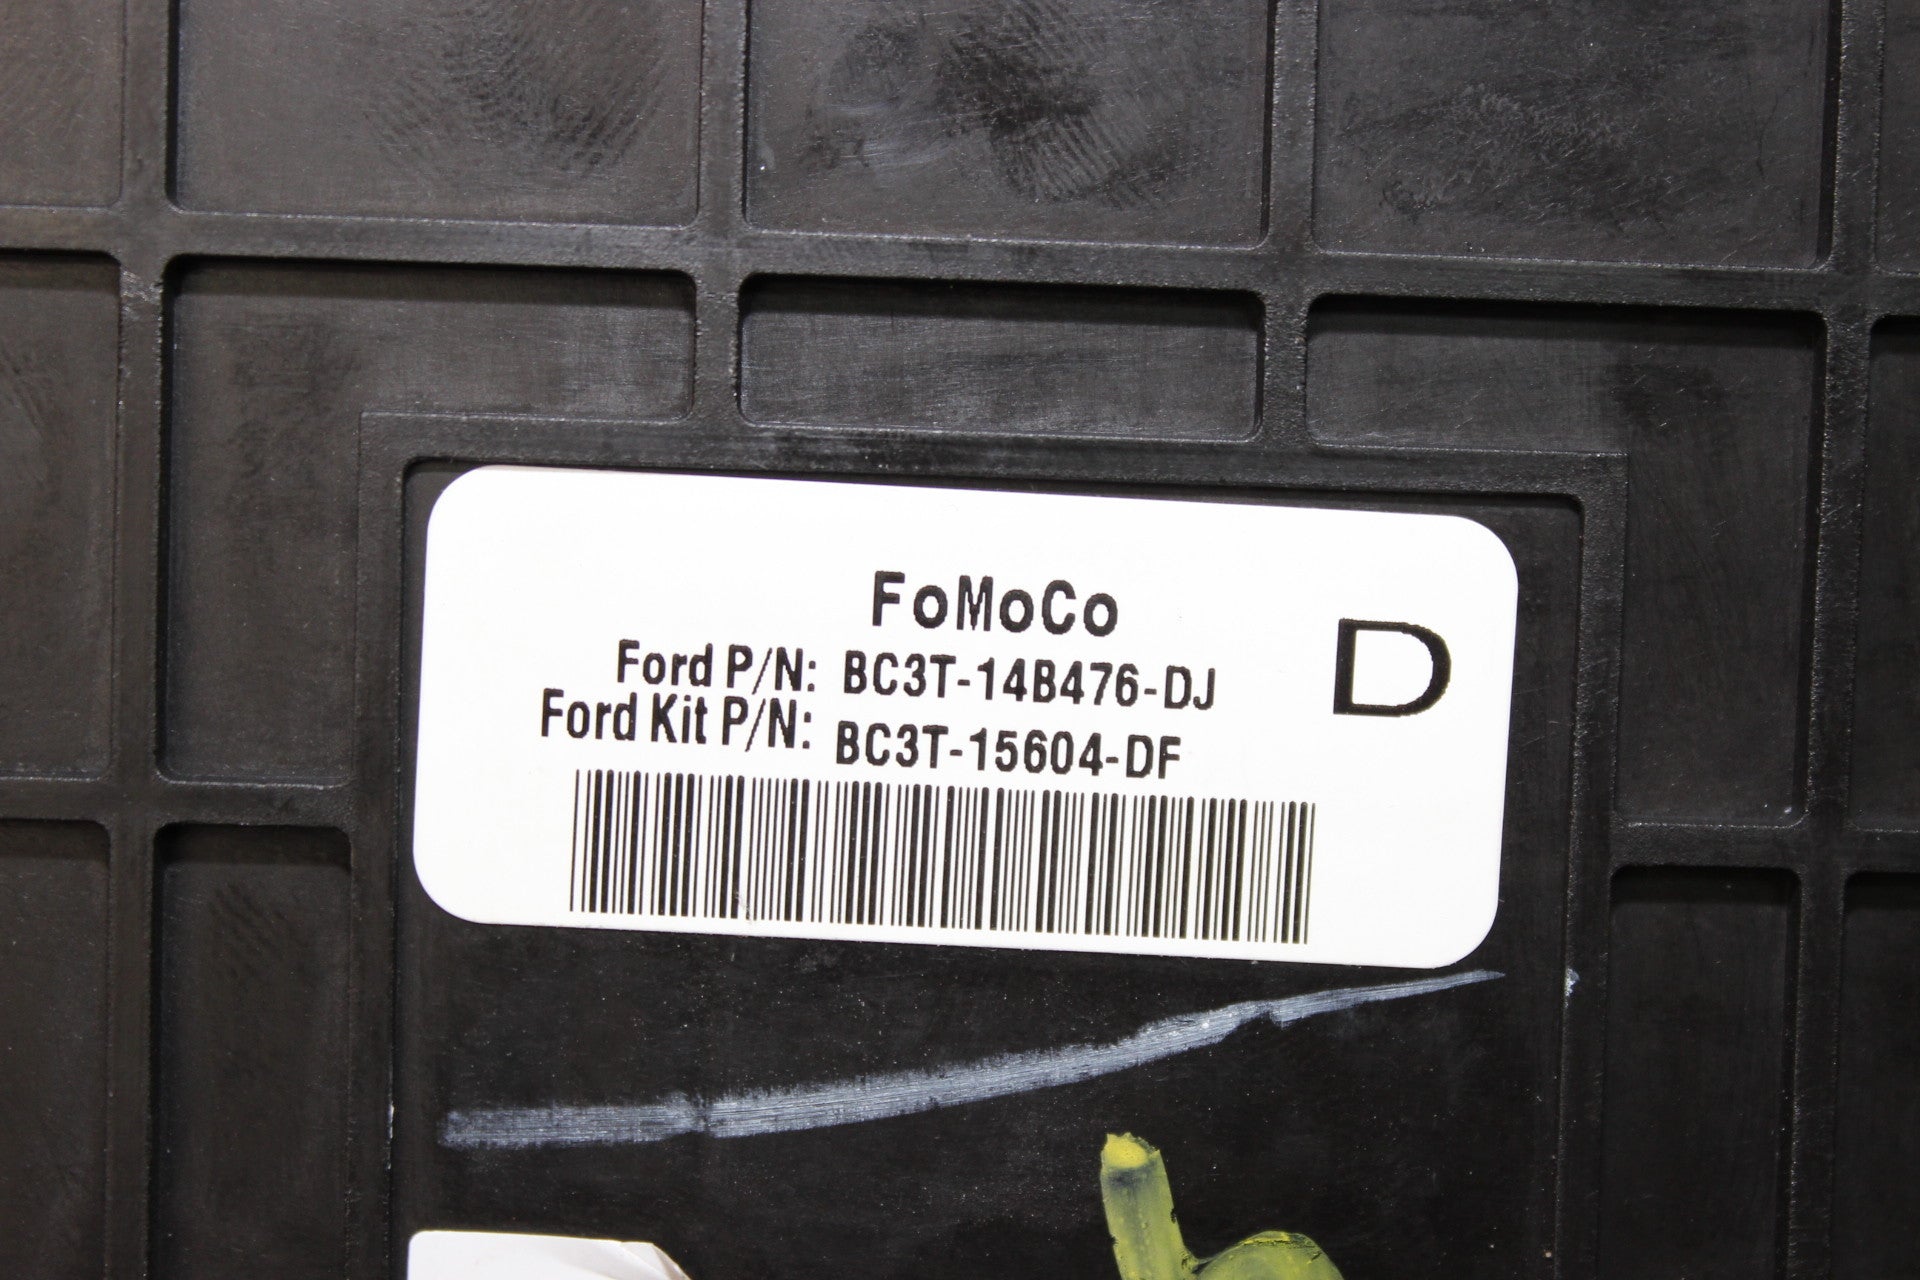 FoMoCo
Ford P/N: BC3T-14B476-DJ
Ford Kit P/N: BC3T-15604-DF
D